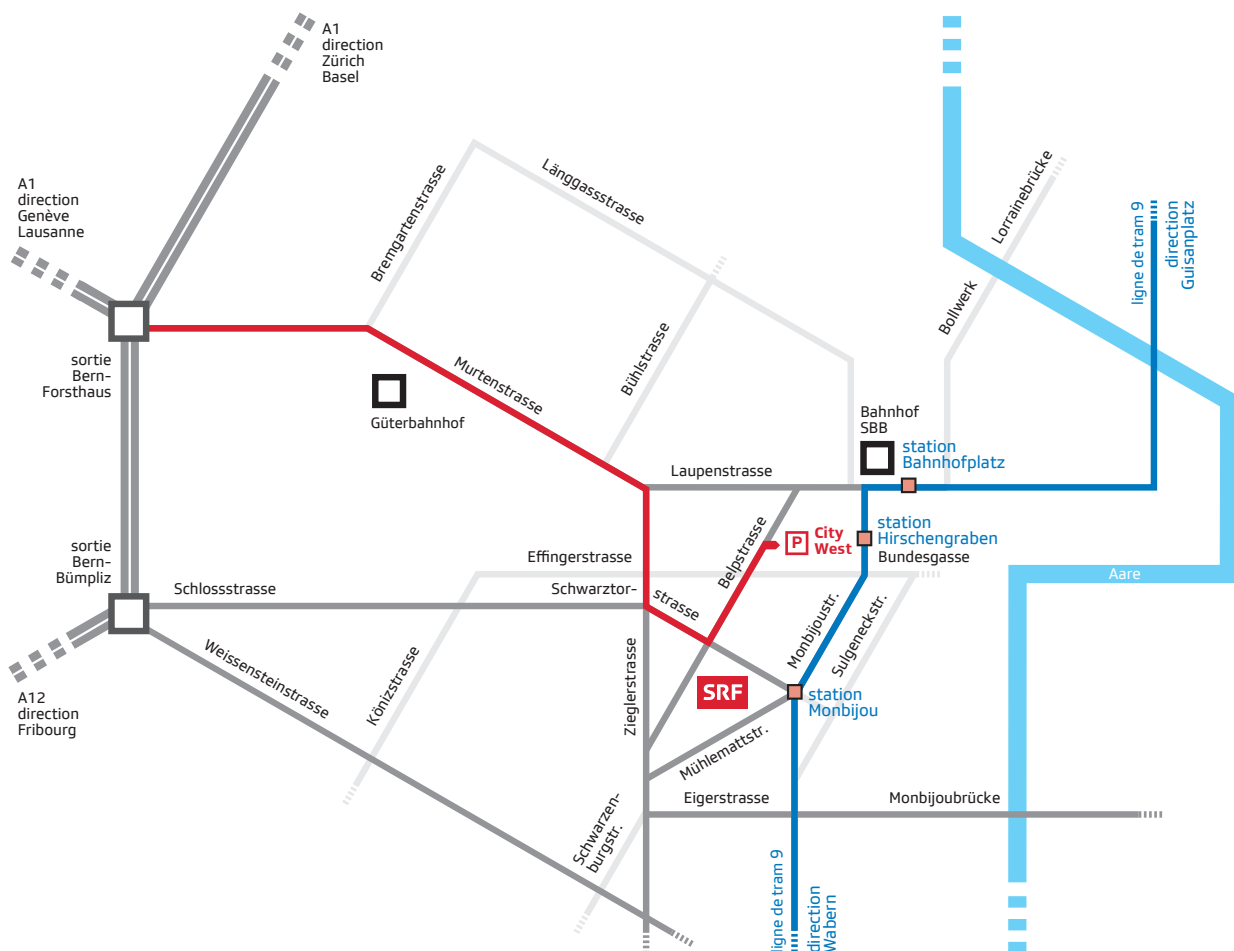 A1
direction
Zürich
Basel
A1
direction
Genève
Lausanne
Bremgartenstrasse
Länggassstrasse
Lorrainebrücke
ligne de tram 9
direction
Guisanplatz
Bollwerk
sortie
Bern-
Forsthaus
Murtenstrasse
Bühlstrasse
Güterbahnhof
Bahnhof
SBB
station
Bahnhofplatz
Laupenstrasse
station
Hirschengraben
P
City
West
Bundesgasse
Belpstrasse
Effingerstrasse
Aare
sortie
Bern-
Bümpliz
Schlossstrasse
Schwarztor-
strasse
Monbijoustr.
Sulgeneckstr.
Weissensteinstrasse
Könizstrasse
Zieglerstrasse
SRF
station
Monbijou
A12
direction
Fribourg
Mühlemattstr.
Eigerstrasse
Monbijoubrücke
Schwarzen-
burgstr.
ligne de tram 9
direction
Wabern